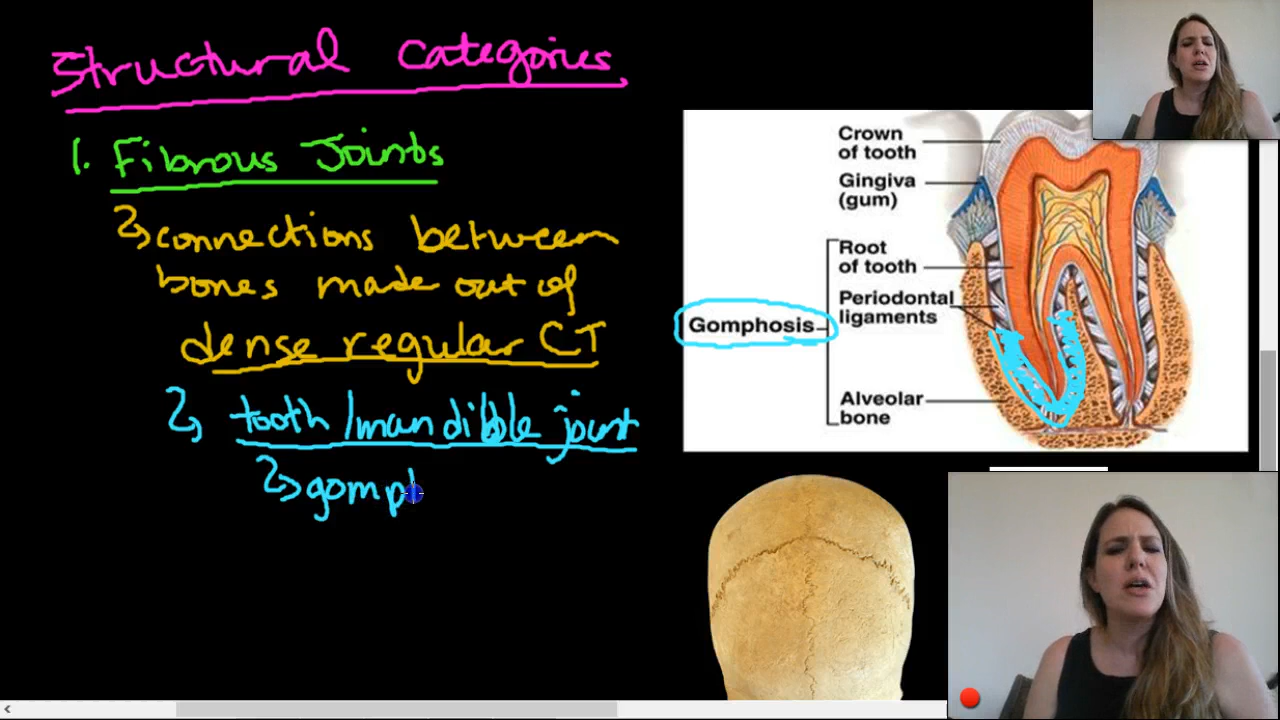 Structural Categories
1. Fibrous Joints
connections between
bones made out of
dense regular CT
tooth/mandibble joint
gomph
Crown
of tooth
Gingiva
(gum)
Root
of tooth
Periodontal
ligaments
Gomphosis
Alveolar
bone